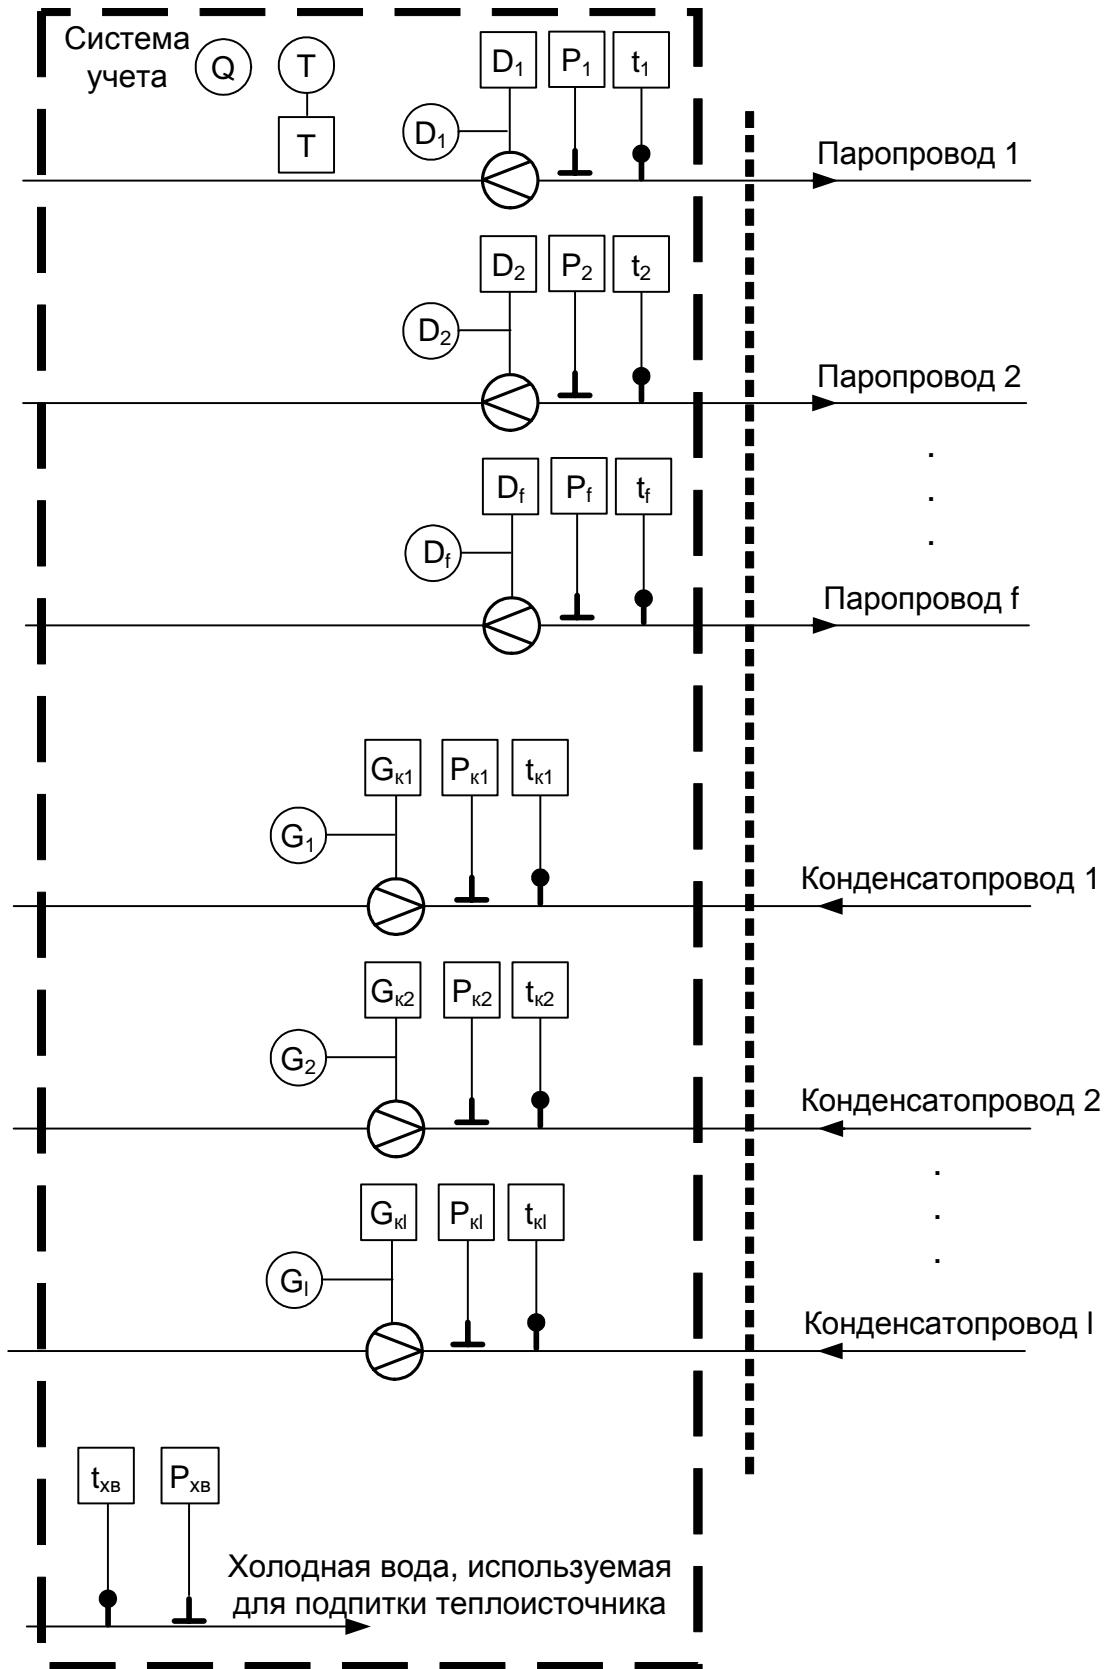 Система
учета
Q
T
T
D1
P1
t1
D1
Паропровод 1
D2
P2
t2
D2
Паропровод 2
.
.
.
Df
Pf
tf
Df
Паропровод f
Gк1
Pк1
tк1
G1
Конденсатопровод 1
Gк2
Pк2
tк2
G2
Конденсатопровод 2
.
.
.
Gкl
Pкl
tкl
Gl
Конденсатопровод l
tхв
Pхв
Холодная вода, используемая
для подпитки теплоисточника